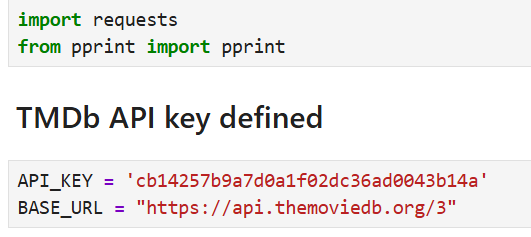 import requests
from pprint import pprint
TMDb API key defined
API_KEY = 'cb14257b9a7d0a1f02dc36ad0043b14a'
BASE_URL = "https://api.themoviedb.org/3"